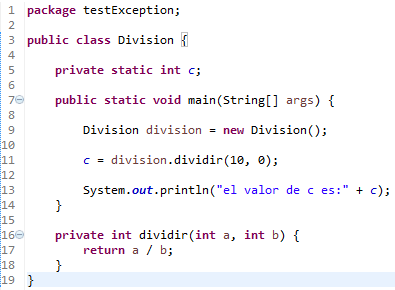 1 package testException;
2
3 public class Division {
4
5     private static int c;
6
7     public static void main(String[] args) {
8
9         Division division = new Division();
10
11         c = division.dividir(10, 0);
12
13         System.out.println("el valor de c es:" + c);
14     }
15
16     private int dividir(int a, int b) {
17         return a / b;
18     }
19 }